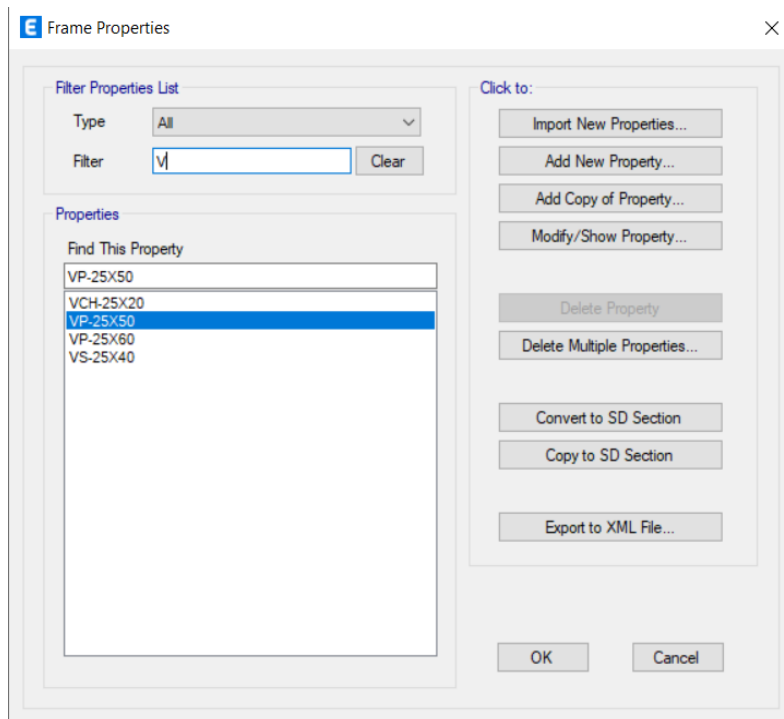 E Frame Properties
Filter Properties List
Type All
Filter V Clear
Properties
Find This Property
VP-25X50
VCH-25X20
VP-25X50
VP-25X60
VS-25X40
Click to:
Import New Properties...
Add New Property...
Add Copy of Property...
Modify/Show Property...
Delete Property
Delete Multiple Properties...
Convert to SD Section
Copy to SD Section
Export to XML File...
OK Cancel